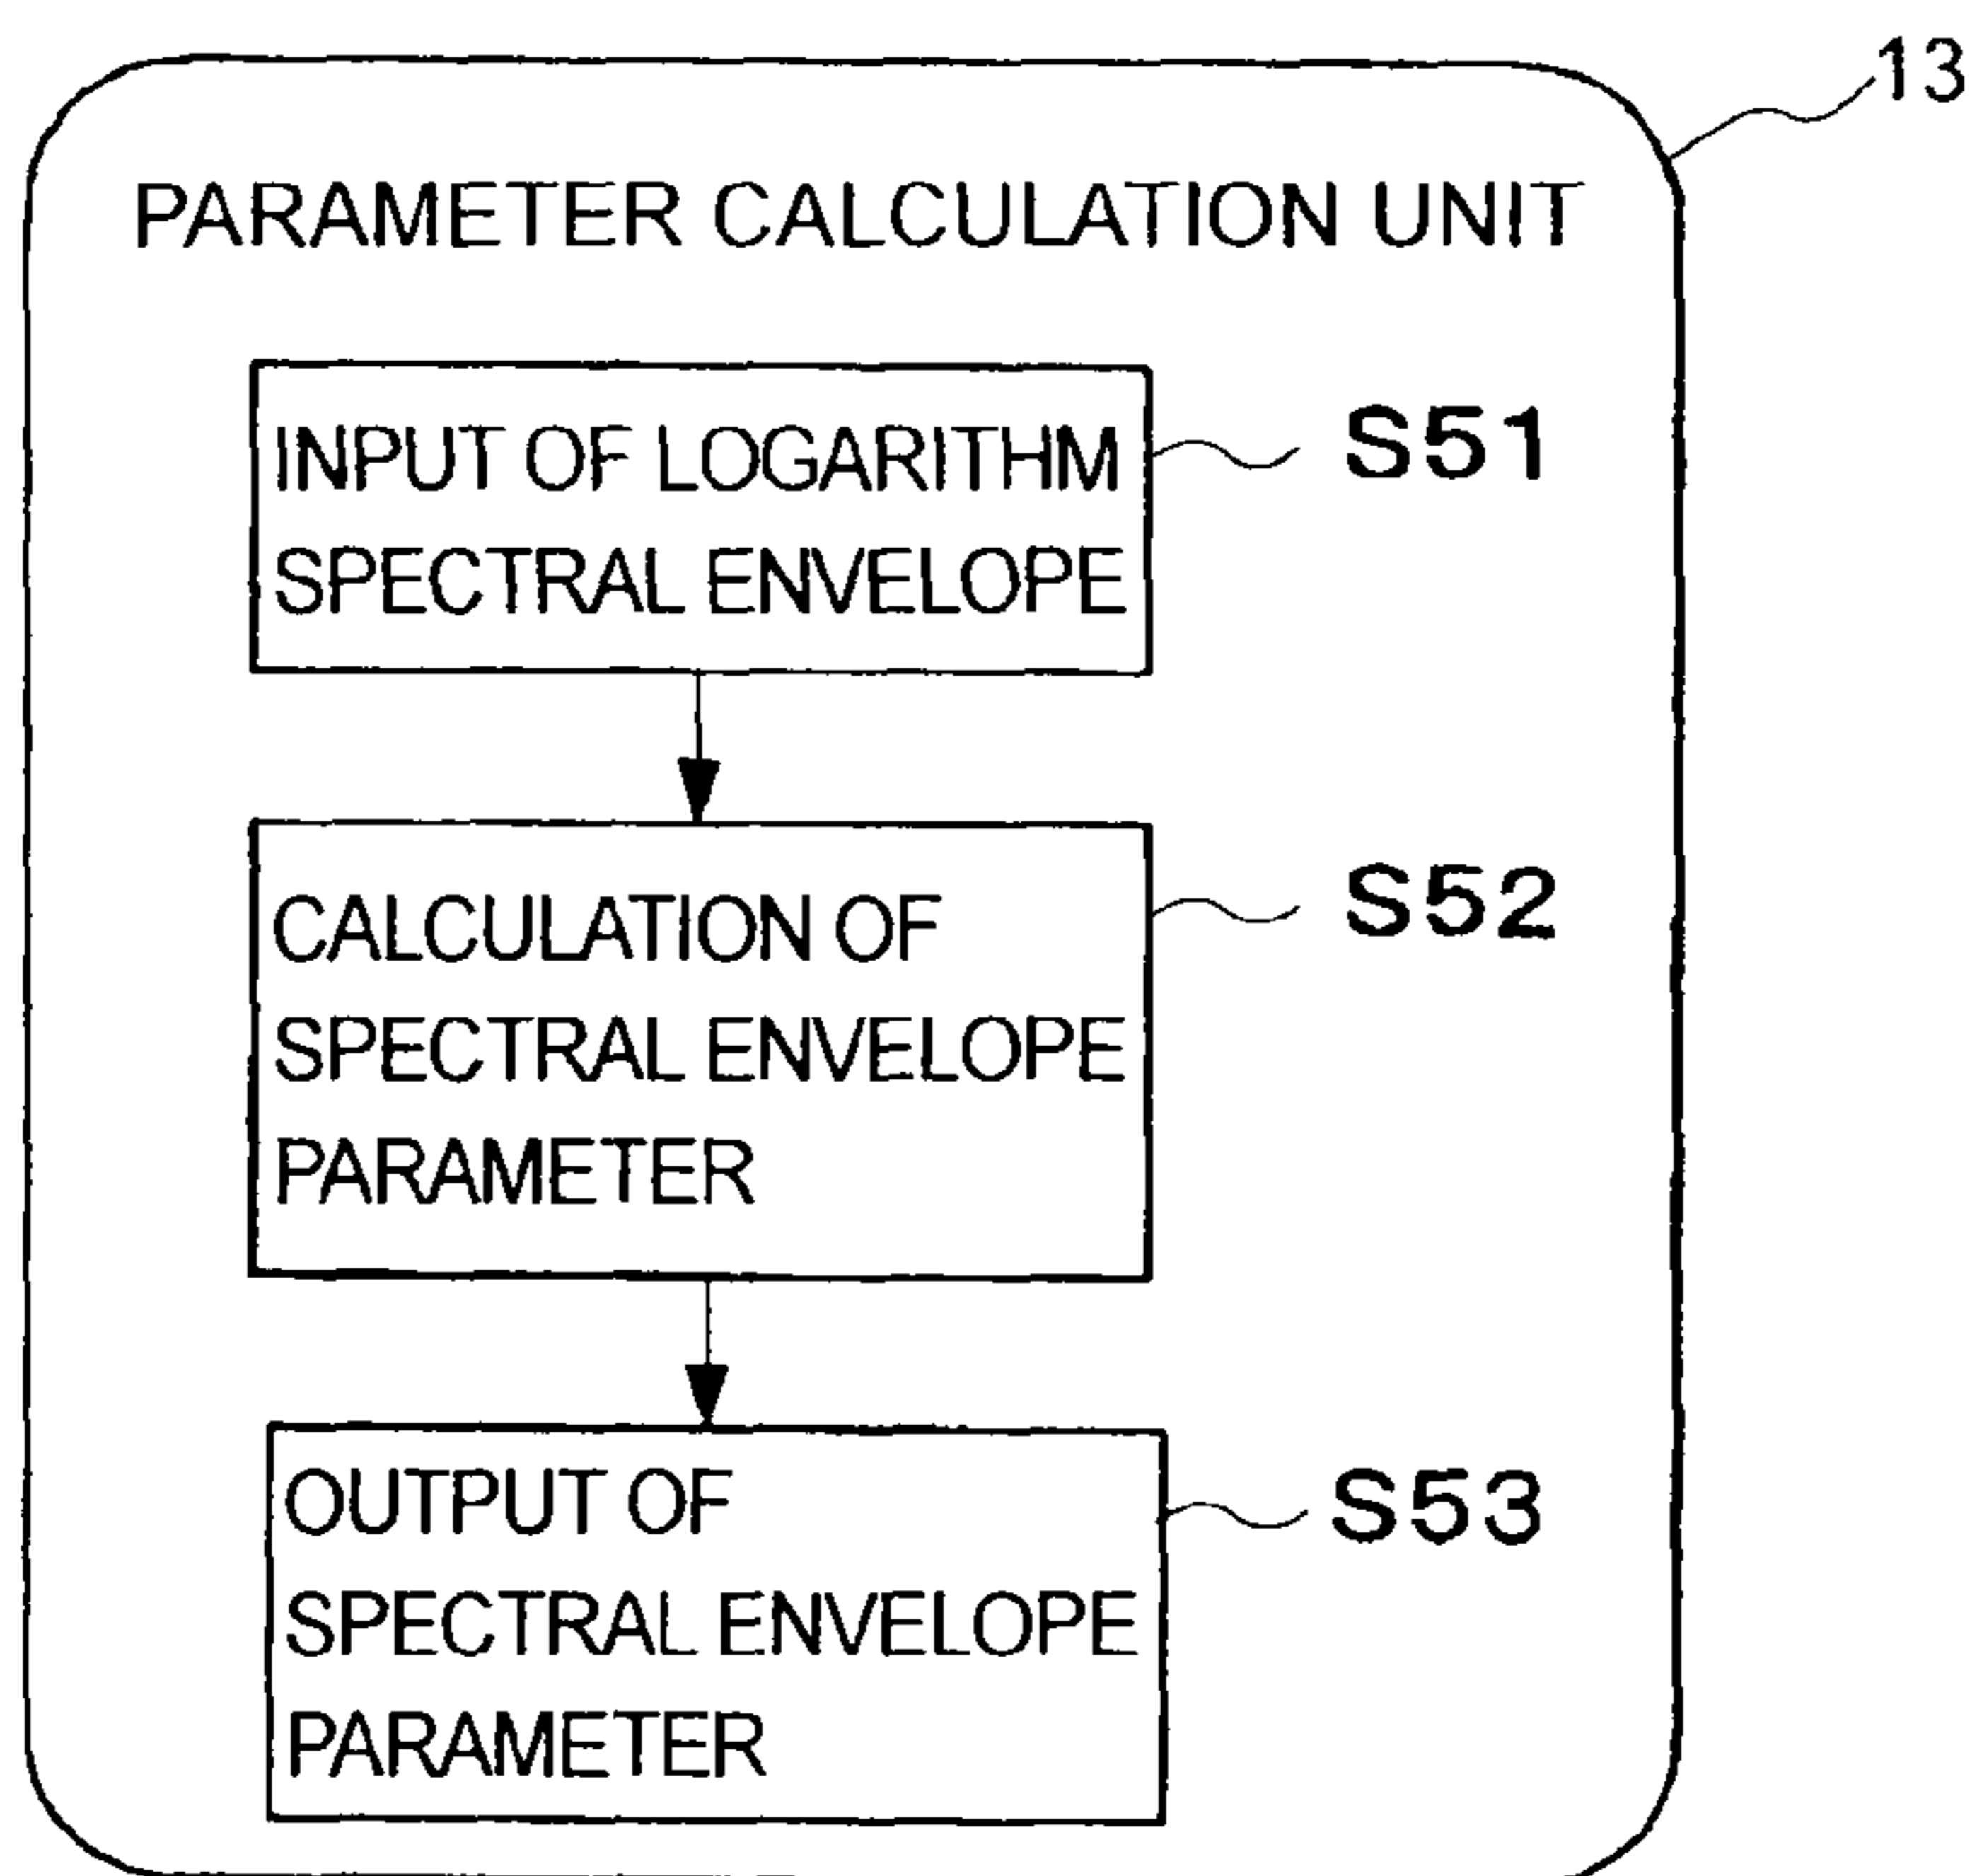 13
PARAMETER CALCULATION UNIT
INPUT OF LOGARITHM
SPECTRAL ENVELOPE
S51
CALCULATION OF
SPECTRAL ENVELOPE
PARAMETER
S52
OUTPUT OF
SPECTRAL ENVELOPE
PARAMETER
S53